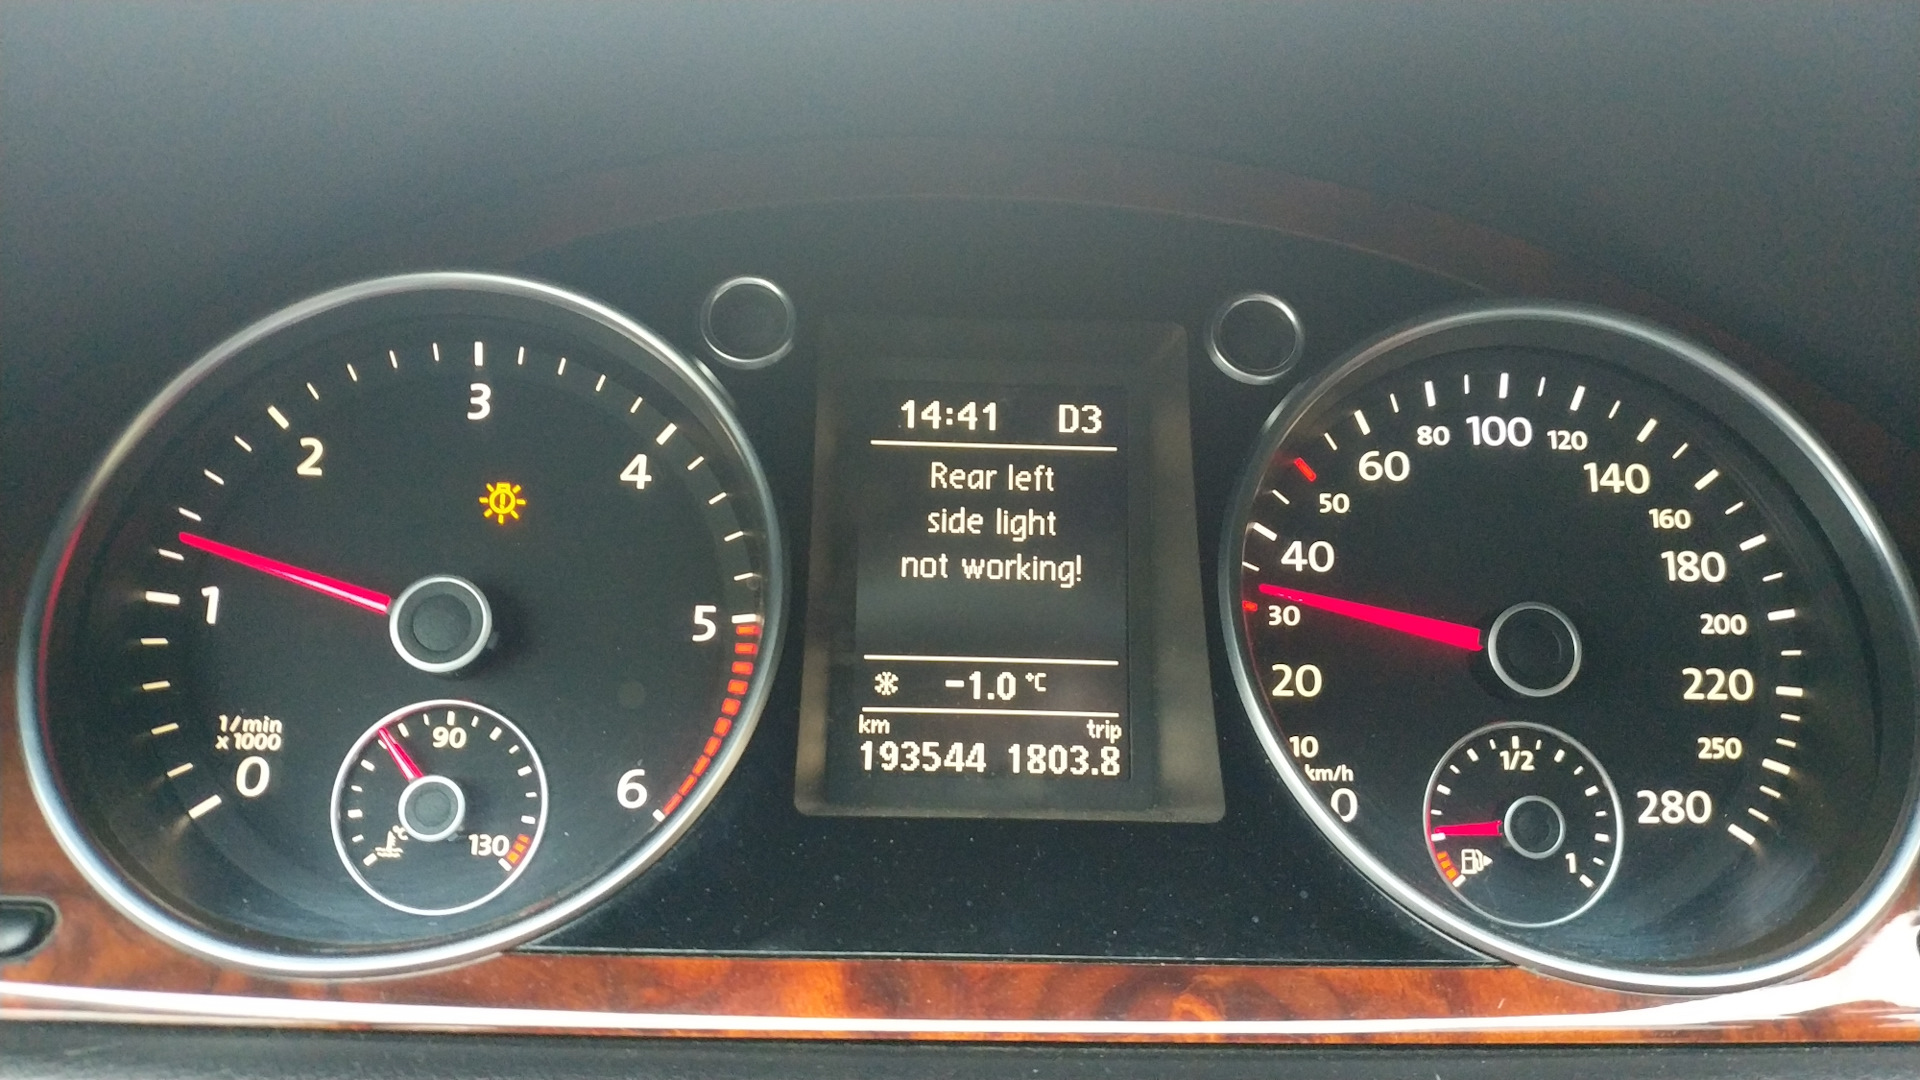 1
2
3
4
5
6
0
1/min
x 1000
90
130
°C
14:41 D3
Rear left
side light
not working!
-1.0 °C
km trip
193544 1803.8
0
10
20
30
40
50
60
80
100
120
140
160
180
200
220
250
280
km/h
1/2
1